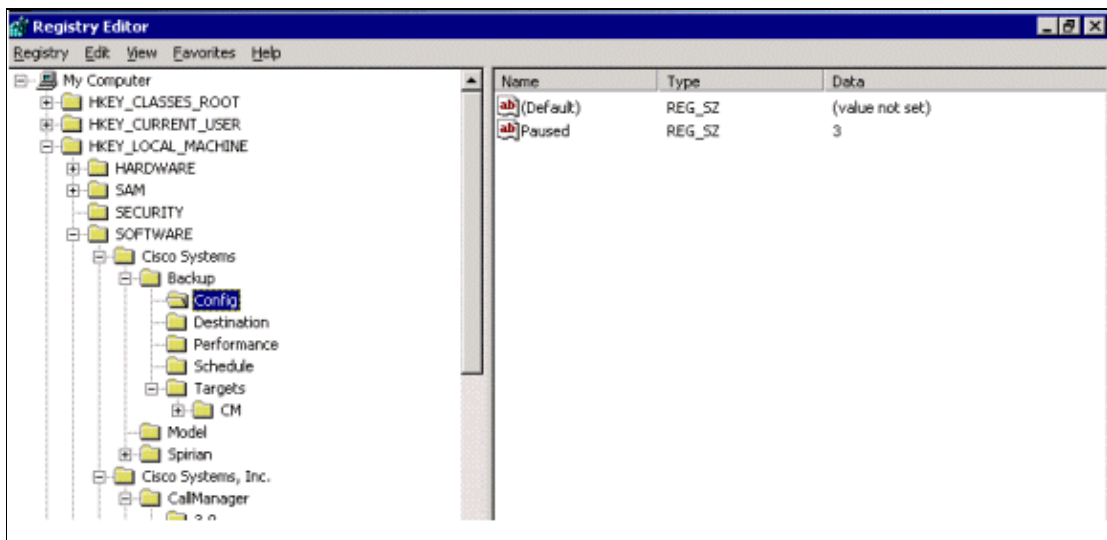 Registry Editor
Registry Edit View Favorites Help
My Computer
HKEY_CLASSES_ROOT
HKEY_CURRENT_USER
HKEY_LOCAL_MACHINE
HARDWARE
SAM
SECURITY
SOFTWARE
Cisco Systems
Backup
Config
Destination
Performance
Schedule
Targets
CM
Model
Spirian
Cisco Systems, Inc.
CallManager
Name Type Data
ab (Default) REG_SZ (value not set)
ab Paused REG_SZ 3